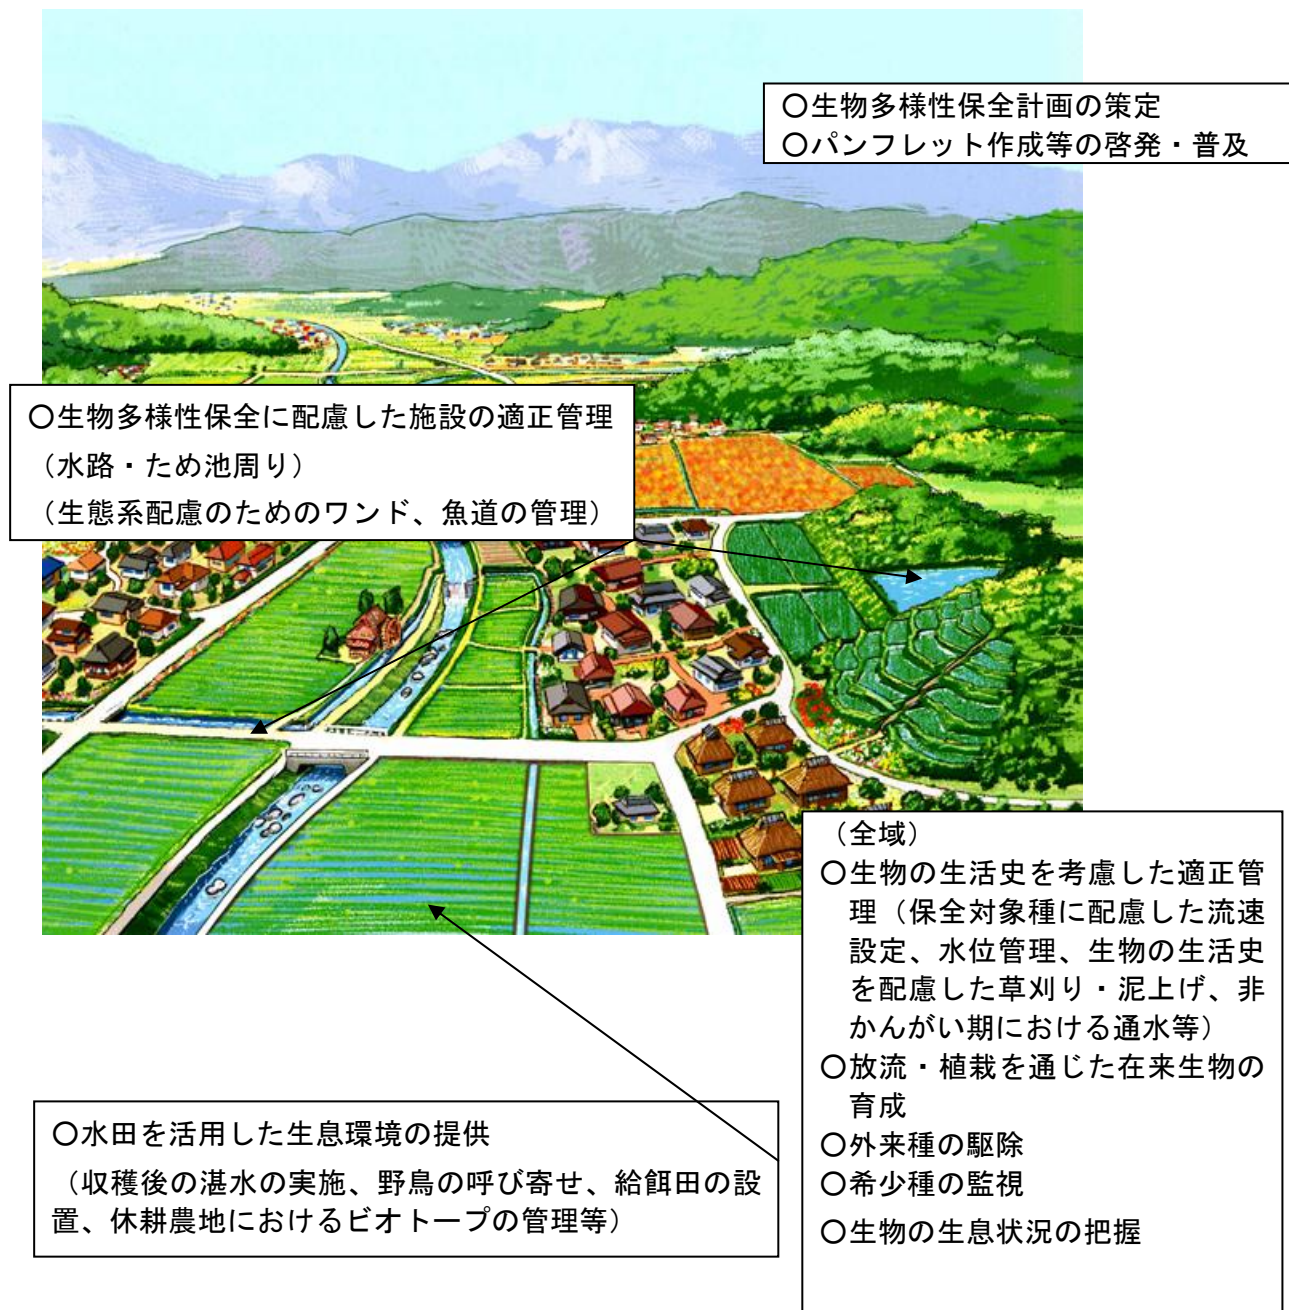 〇生物多様性保全計画の策定
〇パンフレット作成等の啓発・普及
〇生物多様性保全に配慮した施設の適正管理
（水路・ため池周り）
（生態系配慮のためのワンド、魚道の管理）
（全域）
〇生物の生活史を考慮した適正管
理（保全対象種に配慮した流速
設定、水位管理、生物の生活史
を配慮した草刈り・泥上げ、非
かんがい期における通水等）
〇放流・植栽を通じた在来生物の
育成
〇外来種の駆除
〇希少種の監視
〇生物の生息状況の把握
〇水田を活用した生息環境の提供
（収穫後の湛水の実施、野鳥の呼び寄せ、給餌田の設
置、休耕農地におけるビオトープの管理等）